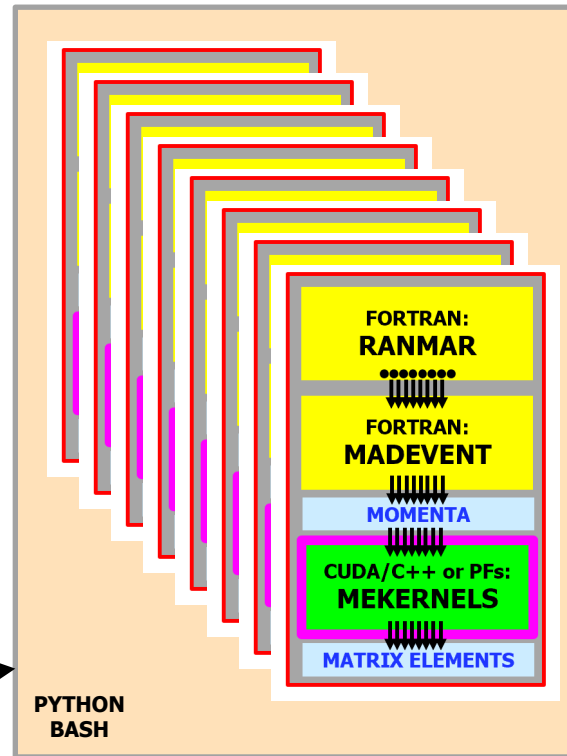 FORTRAN:
RANMAR
FORTRAN:
MADEVENT
MOMENTA
CUDA/C++ or PFs:
MEKERNELS
MATRIX ELEMENTS
PYTHON
BASH